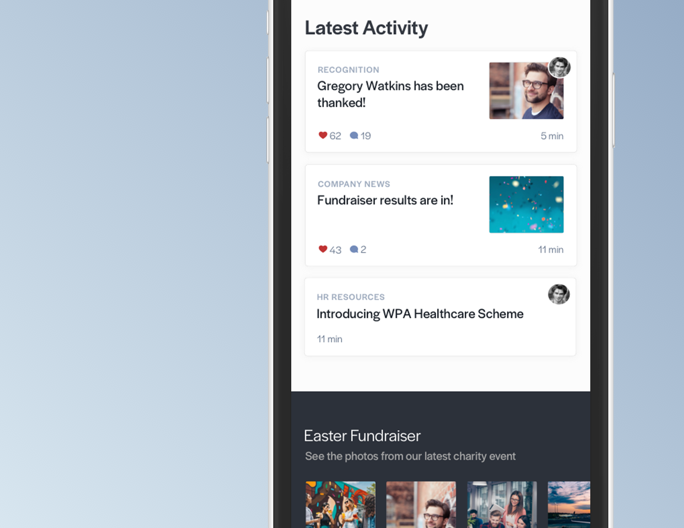 Latest Activity
RECOGNITION
Gregory Watkins has been
thanked!
62 19 5 min
COMPANY NEWS
Fundraiser results are in!
43 2 11 min
HR RESOURCES
Introducing WPA Healthcare Scheme
11 min
Easter Fundraiser
See the photos from our latest charity event